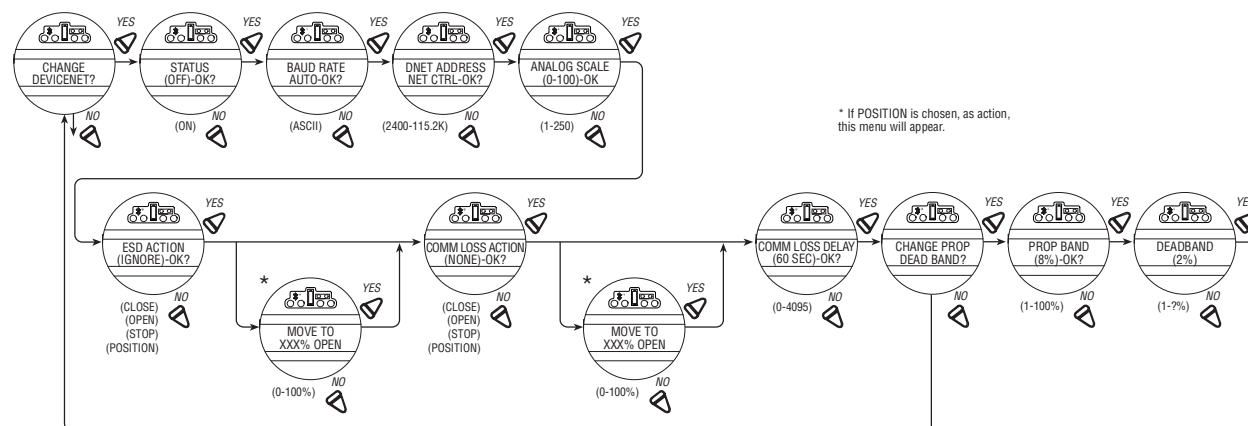 YES
CHANGE
DEVICENET?
NO
YES
STATUS
(OFF)-OK?
NO
(ON)
YES
BAUD RATE
AUTO-OK?
NO
(ASCII)
YES
DNET ADDRESS
NET CTRL-OK?
NO
(2400-115.2K)
YES
ANALOG SCALE
(0-100)-OK
NO
(1-250)
* If POSITION is chosen, as action,
this menu will appear.
YES
ESD ACTION
(IGNORE)-OK?
NO
(CLOSE)
(OPEN)
(STOP)
(POSITION)
*
YES
MOVE TO
XXX% OPEN
NO
(0-100%)
YES
COMM LOSS ACTION
(NONE)-OK?
NO
(CLOSE)
(OPEN)
(STOP)
(POSITION)
*
YES
MOVE TO
XXX% OPEN
NO
(0-100%)
YES
COMM LOSS DELAY
(60 SEC)-OK?
NO
(0-4095)
YES
CHANGE PROP
DEAD BAND?
NO
YES
PROP BAND
(8%)-OK?
NO
(1-100%)
YE
DEADBAND
(2%)
NO
(1-?%)